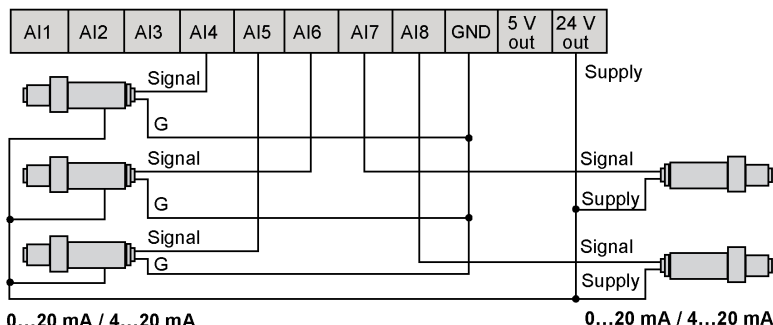 AI1 AI2 AI3 AI4 AI5 AI6 AI7 AI8 GND 5 V out 24 V out
Supply
Signal
G
Signal
G
Signal
Supply
Signal
G
Signal
Supply
0...20 mA / 4...20 mA
0...20 mA / 4...20 mA